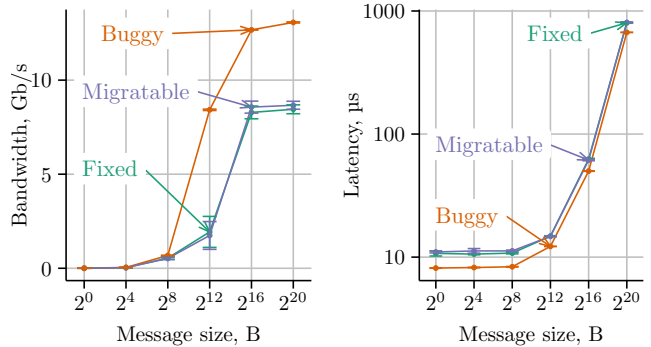 Bandwidth, Gb/s
10
5
0
Buggy
Migratable
Fixed
2^0 2^4 2^8 2^12 2^16 2^20
Message size, B
Latency, µs
1000
100
10
Fixed
Migratable
Buggy
2^0 2^4 2^8 2^12 2^16 2^20
Message size, B